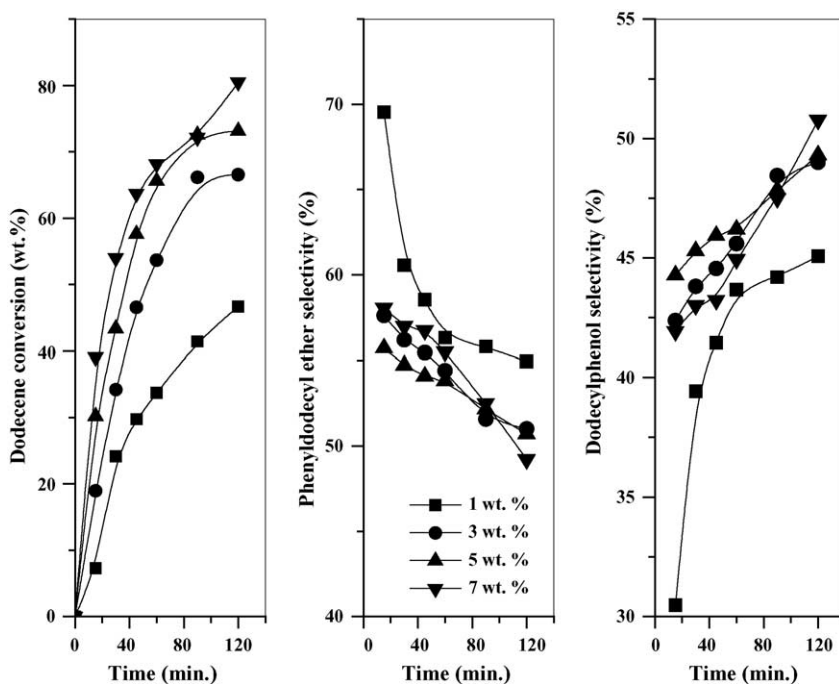 Dodecene conversion (wt.%)
80
60
40
20
0
0 40 80 120
Time (min.)
Phenyldodecyl ether selectivity (%)
70
60
50
40
1 wt. %
3 wt. %
5 wt. %
7 wt. %
0 40 80 120
Time (min.)
Dodecylphenol selectivity (%)
55
50
45
40
35
30
0 40 80 120
Time (min.)